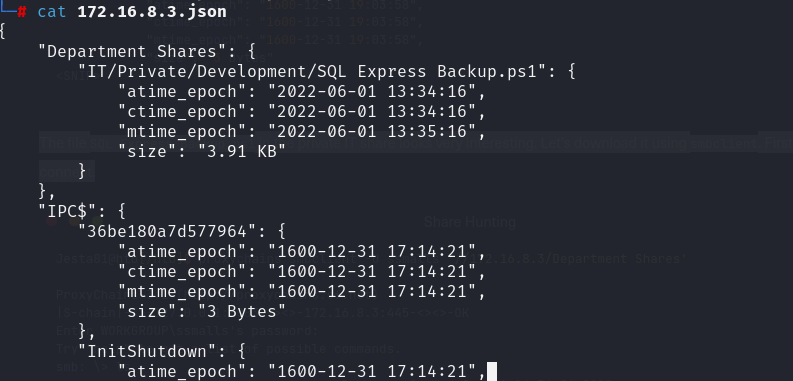 └─# cat 172.16.8.3.json
{
    "Department Shares": {
        "IT/Private/Development/SQL Express Backup.ps1": {
            "atime_epoch": "2022-06-01 13:34:16",
            "ctime_epoch": "2022-06-01 13:34:16",
            "mtime_epoch": "2022-06-01 13:35:16",
            "size": "3.91 KB"
        }
    },
    "IPC$": {
        "36be180a7d577964": {
            "atime_epoch": "1600-12-31 17:14:21",
            "ctime_epoch": "1600-12-31 17:14:21",
            "mtime_epoch": "1600-12-31 17:14:21",
            "size": "3 Bytes"
        },
        "InitShutdown": {
            "atime_epoch": "1600-12-31 17:14:21",
Share Hunting